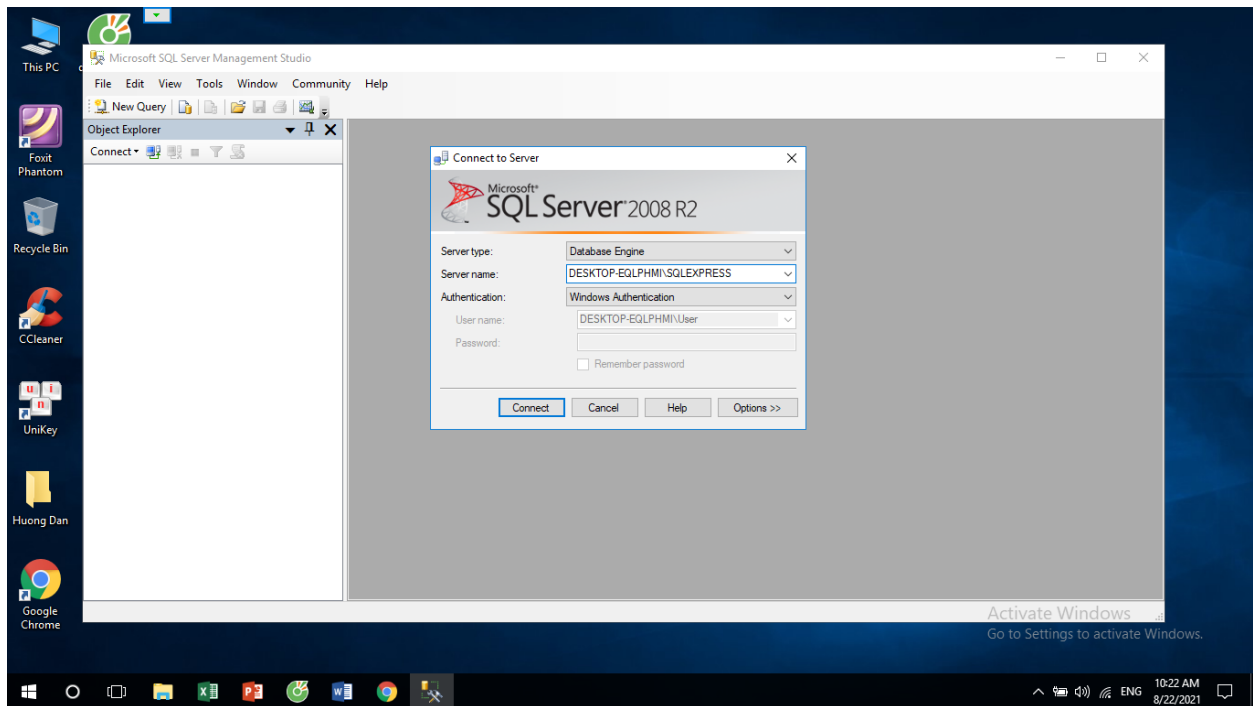 This PC
Foxit
Phantom
Recycle Bin
CCleaner
UniKey
Huong Dan
Google
Chrome
Microsoft SQL Server Management Studio
File Edit View Tools Window Community Help
New Query
Object Explorer
Connect
Connect to Server
Microsoft
SQL Server 2008 R2
Server type: Database Engine
Server name: DESKTOP-EQLPHMI\SQLEXPRESS
Authentication: Windows Authentication
User name: DESKTOP-EQLPHMI\User
Password:
Remember password
Connect Cancel Help Options >>
Activate Windows
Go to Settings to activate Windows.
ENG
10:22 AM
8/22/2021